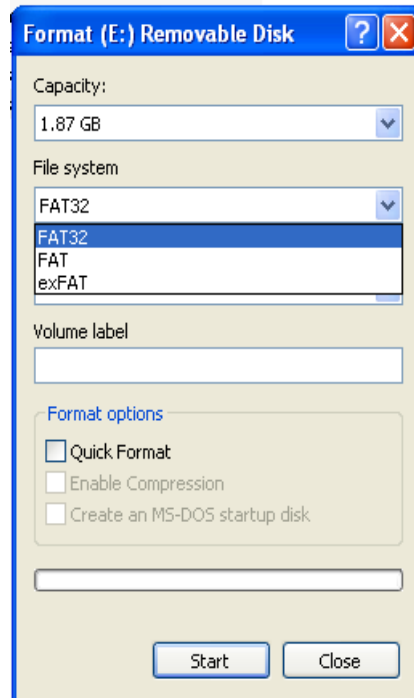 Format (E:) Removable Disk
Capacity:
1.87 GB
File system
FAT32
FAT32
FAT
exFAT
Volume label
Format options
Quick Format
Enable Compression
Create an MS-DOS startup disk
Start Close